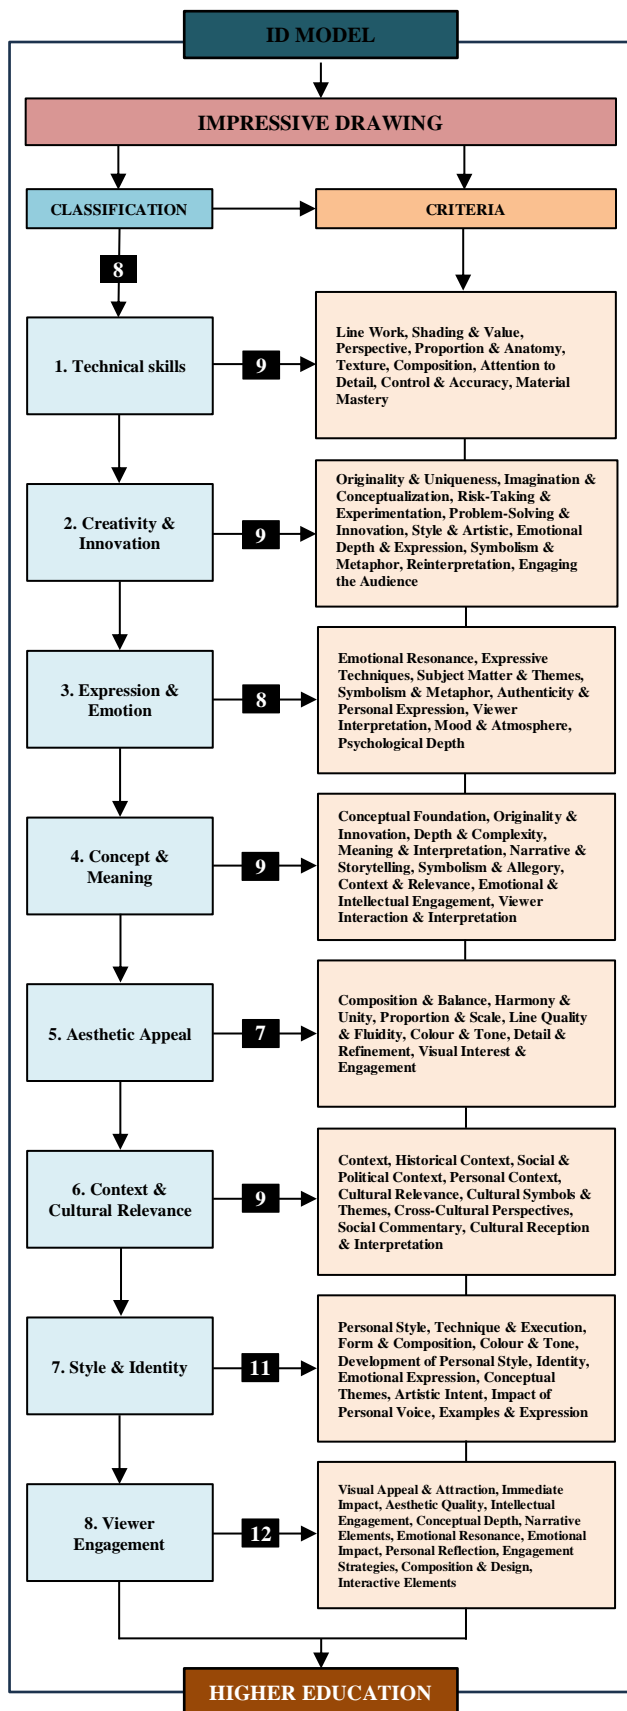 ID MODEL
IMPRESSIVE DRAWING
CLASSIFICATION
CRITERIA
8
1. Technical skills
9
Line Work, Shading & Value,
Perspective, Proportion & Anatomy,
Texture, Composition, Attention to
Detail, Control & Accuracy, Material
Mastery
2. Creativity &
Innovation
9
Originality & Uniqueness, Imagination &
Conceptualization, Risk-Taking &
Experimentation, Problem-Solving &
Innovation, Style & Artistic, Emotional
Depth & Expression, Symbolism &
Metaphor, Reinterpretation, Engaging
the Audience
3. Expression &
Emotion
8
Emotional Resonance, Expressive
Techniques, Subject Matter & Themes,
Symbolism & Metaphor, Authenticity &
Personal Expression, Viewer
Interpretation, Mood & Atmosphere,
Psychological Depth
4. Concept &
Meaning
9
Conceptual Foundation, Originality &
Innovation, Depth & Complexity,
Meaning & Interpretation, Narrative &
Storytelling, Symbolism & Allegory,
Context & Relevance, Emotional &
Intellectual Engagement, Viewer
Interaction & Interpretation
5. Aesthetic Appeal
7
Composition & Balance, Harmony &
Unity, Proportion & Scale, Line Quality
& Fluidity, Colour & Tone, Detail &
Refinement, Visual Interest &
Engagement
6. Context &
Cultural Relevance
9
Context, Historical Context, Social &
Political Context, Personal Context,
Cultural Relevance, Cultural Symbols &
Themes, Cross-Cultural Perspectives,
Social Commentary, Cultural Reception
& Interpretation
7. Style & Identity
11
Personal Style, Technique & Execution,
Form & Composition, Colour & Tone,
Development of Personal Style, Identity,
Emotional Expression, Conceptual
Themes, Artistic Intent, Impact of
Personal Voice, Examples & Expression
8. Viewer
Engagement
12
Visual Appeal & Attraction, Immediate
Impact, Aesthetic Quality, Intellectual
Engagement, Conceptual Depth, Narrative
Elements, Emotional Resonance, Emotional
Impact, Personal Reflection, Engagement
Strategies, Composition & Design,
Interactive Elements
HIGHER EDUCATION